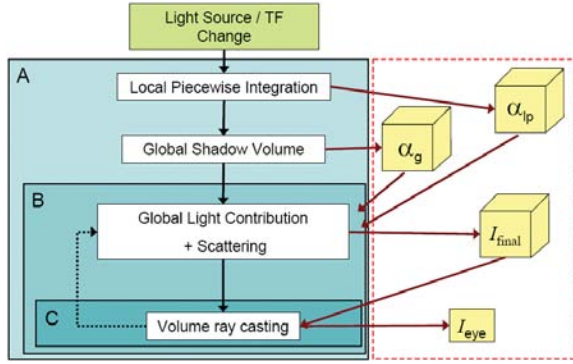 Light Source / TF
Change
A
Local Piecewise Integration
α_lp
Global Shadow Volume
α_g
B
Global Light Contribution
+ Scattering
I_final
C
Volume ray casting
I_eye